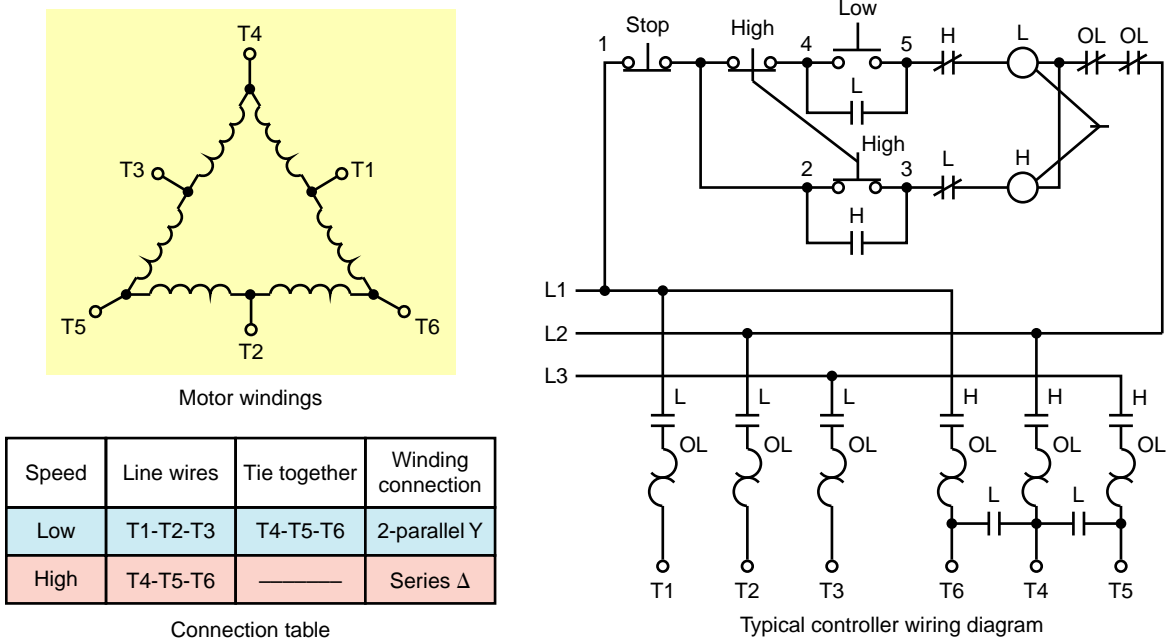 T4
T3
T1
T5
T6
T2
Motor windings
Speed
Line wires
Tie together
Winding
connection
Low
T1-T2-T3
T4-T5-T6
2-parallel Y
High
T4-T5-T6
Series Δ
Connection table
Low
Stop
High
1
4
5
H
L
OL
OL
L
High
2
3
L
H
H
L1
L2
L3
L
L
L
H
H
H
OL
OL
OL
OL
OL
OL
L
L
T1
T2
T3
T6
T4
T5
Typical controller wiring diagram